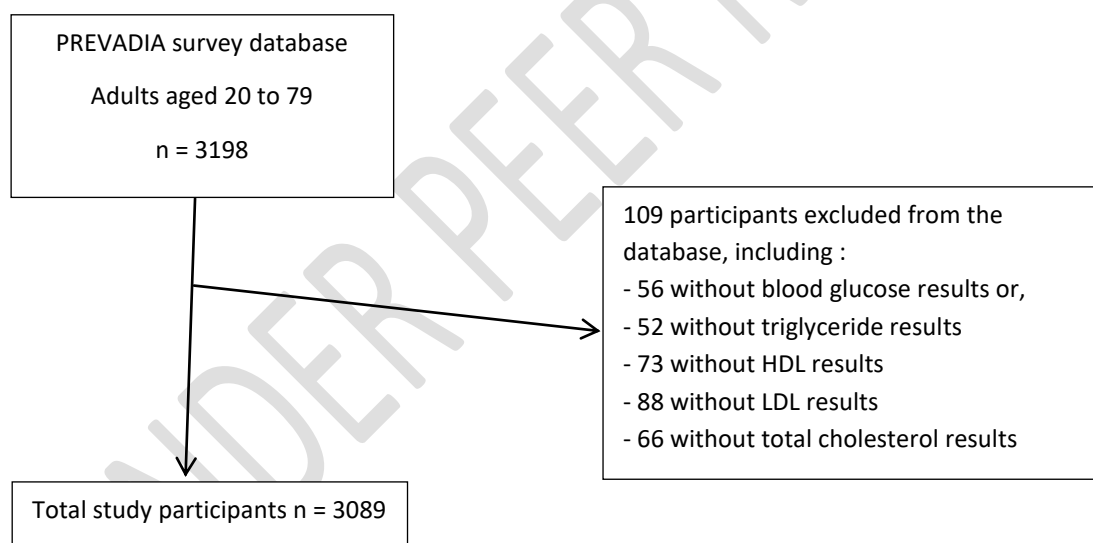 PREVADIA survey database
Adults aged 20 to 79
n = 3198
109 participants excluded from the
database, including :
- 56 without blood glucose results or,
- 52 without triglyceride results
- 73 without HDL results
- 88 without LDL results
- 66 without total cholesterol results
Total study participants n = 3089
NDER PEER R